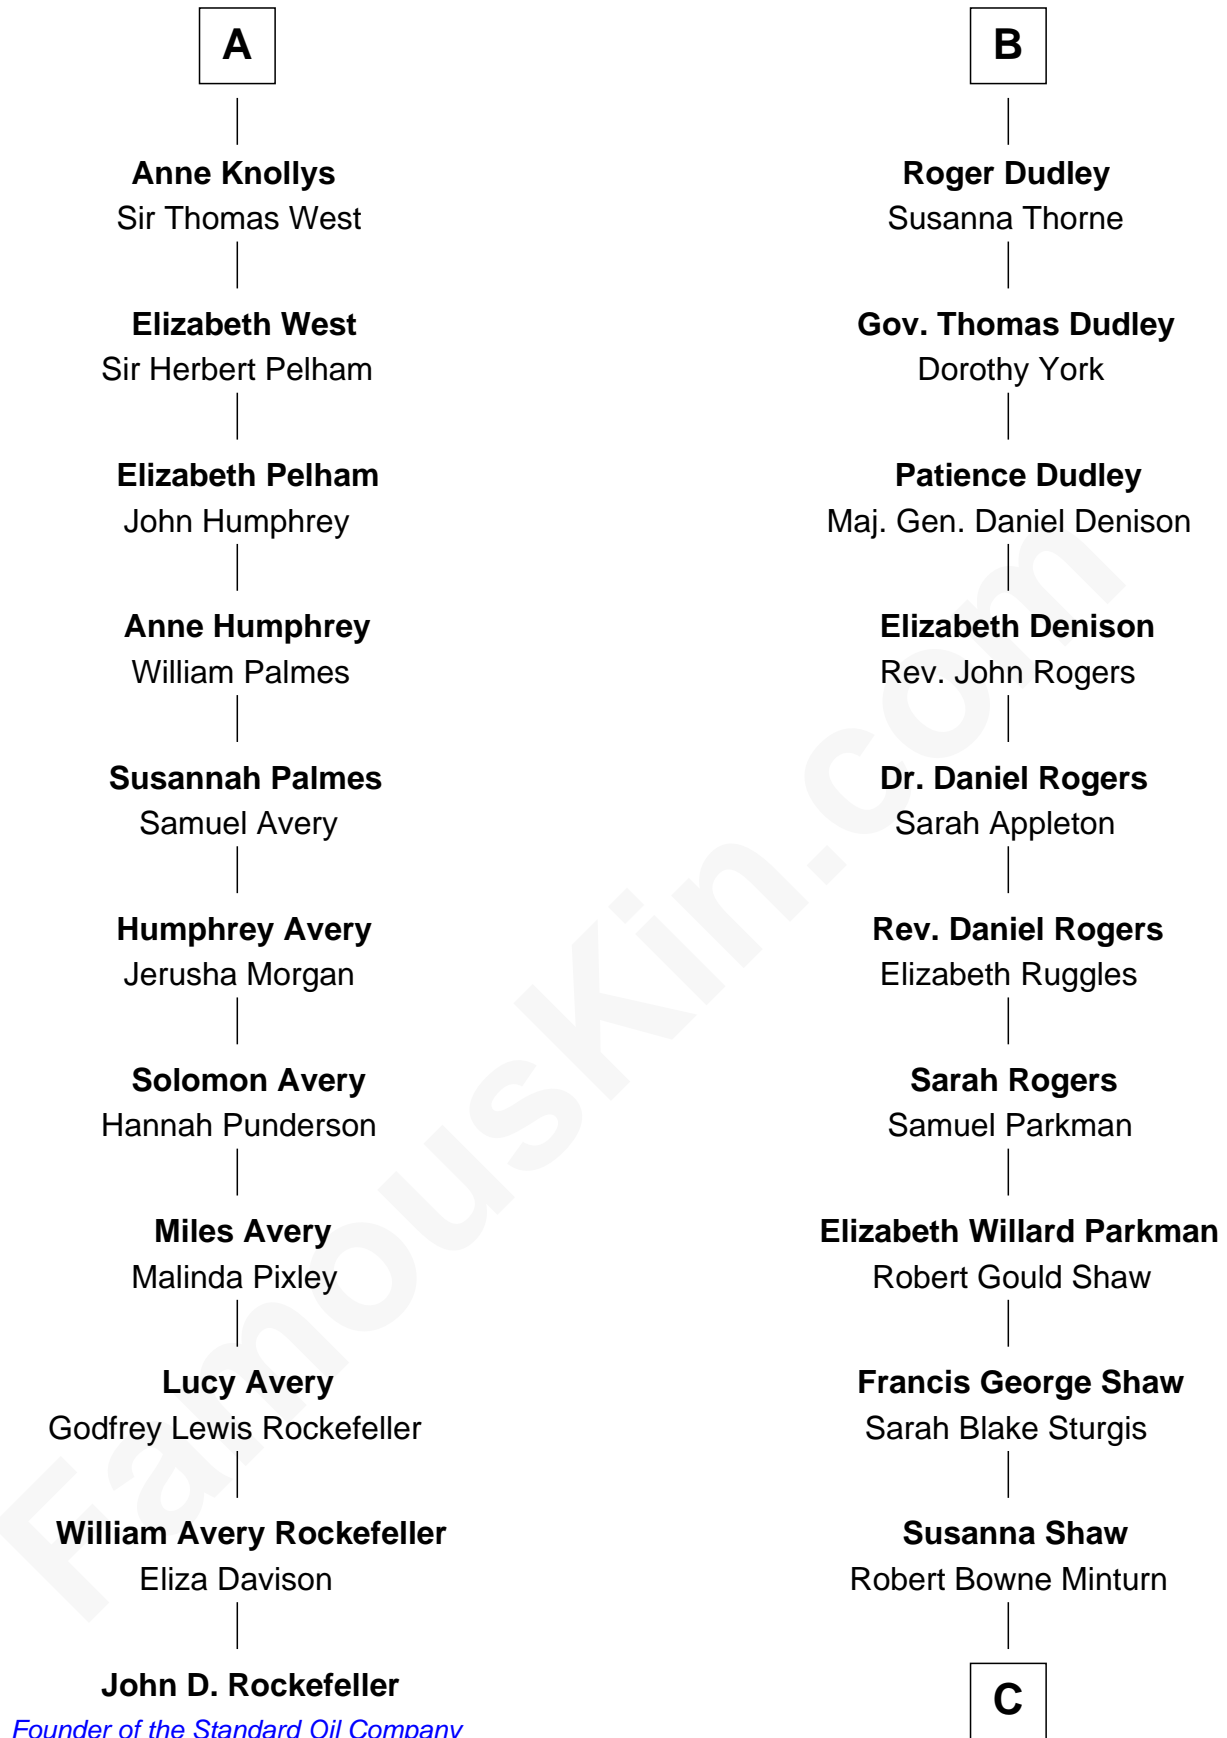 A
Anne Knollys
Sir Thomas West
Elizabeth West
Sir Herbert Pelham
Elizabeth Pelham
John Humphrey
Anne Humphrey
William Palmes
Susannah Palmes
Samuel Avery
Humphrey Avery
Jerusha Morgan
Solomon Avery
Hannah Punderson
Miles Avery
Malinda Pixley
Lucy Avery
Godfrey Lewis Rockefeller
William Avery Rockefeller
Eliza Davison
John D. Rockefeller
Founder of the Standard Oil Company
B
Roger Dudley
Susanna Thorne
Gov. Thomas Dudley
Dorothy York
Patience Dudley
Maj. Gen. Daniel Denison
Elizabeth Denison
Rev. John Rogers
Dr. Daniel Rogers
Sarah Appleton
Rev. Daniel Rogers
Elizabeth Ruggles
Sarah Rogers
Samuel Parkman
Elizabeth Willard Parkman
Robert Gould Shaw
Francis George Shaw
Sarah Blake Sturgis
Susanna Shaw
Robert Bowne Minturn
C
FamousKin.com